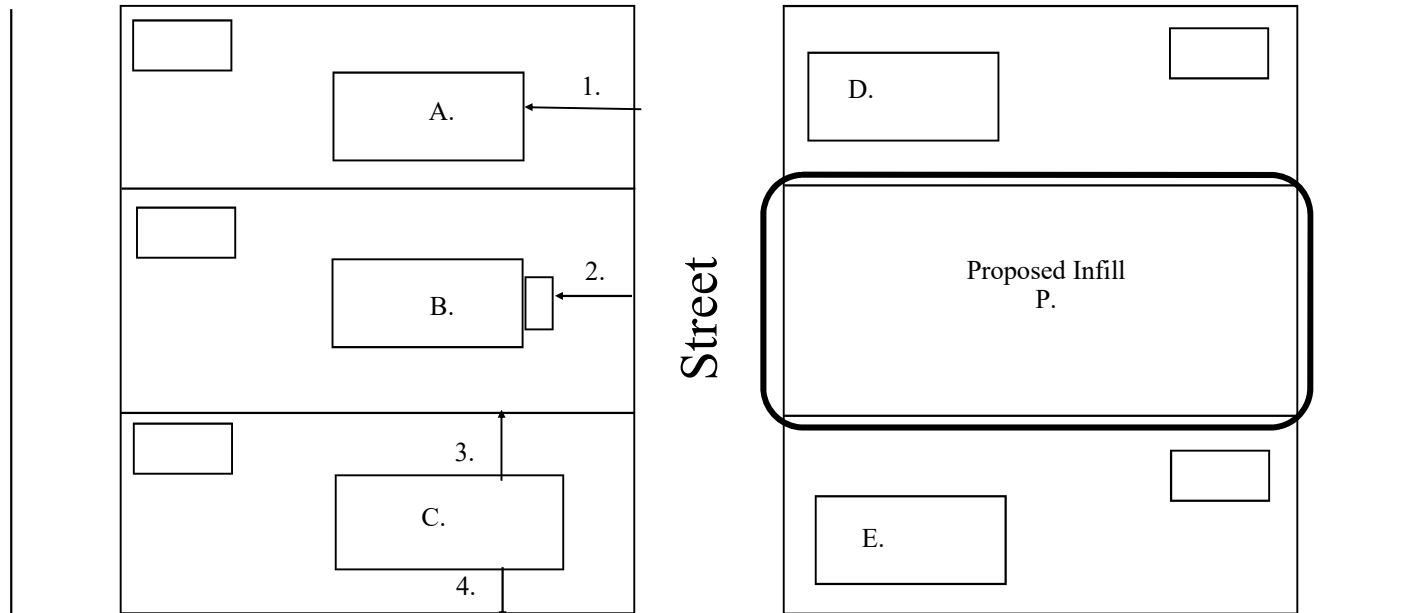 1.
A.
D.
2.
B.
Street
Proposed Infill
P.
3.
C.
E.
4.